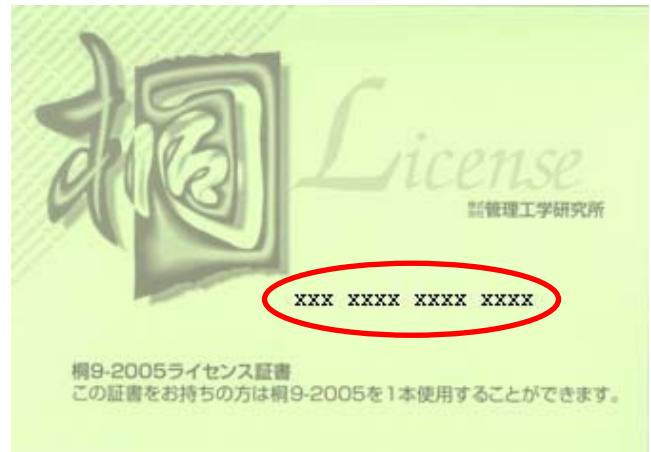 桐
License
株式会社管理工学研究所
xxx xxxx xxxx xxxx
桐9-2005ライセンス証書
この証書をお持ちの方は桐9-2005を1本使用することができます。